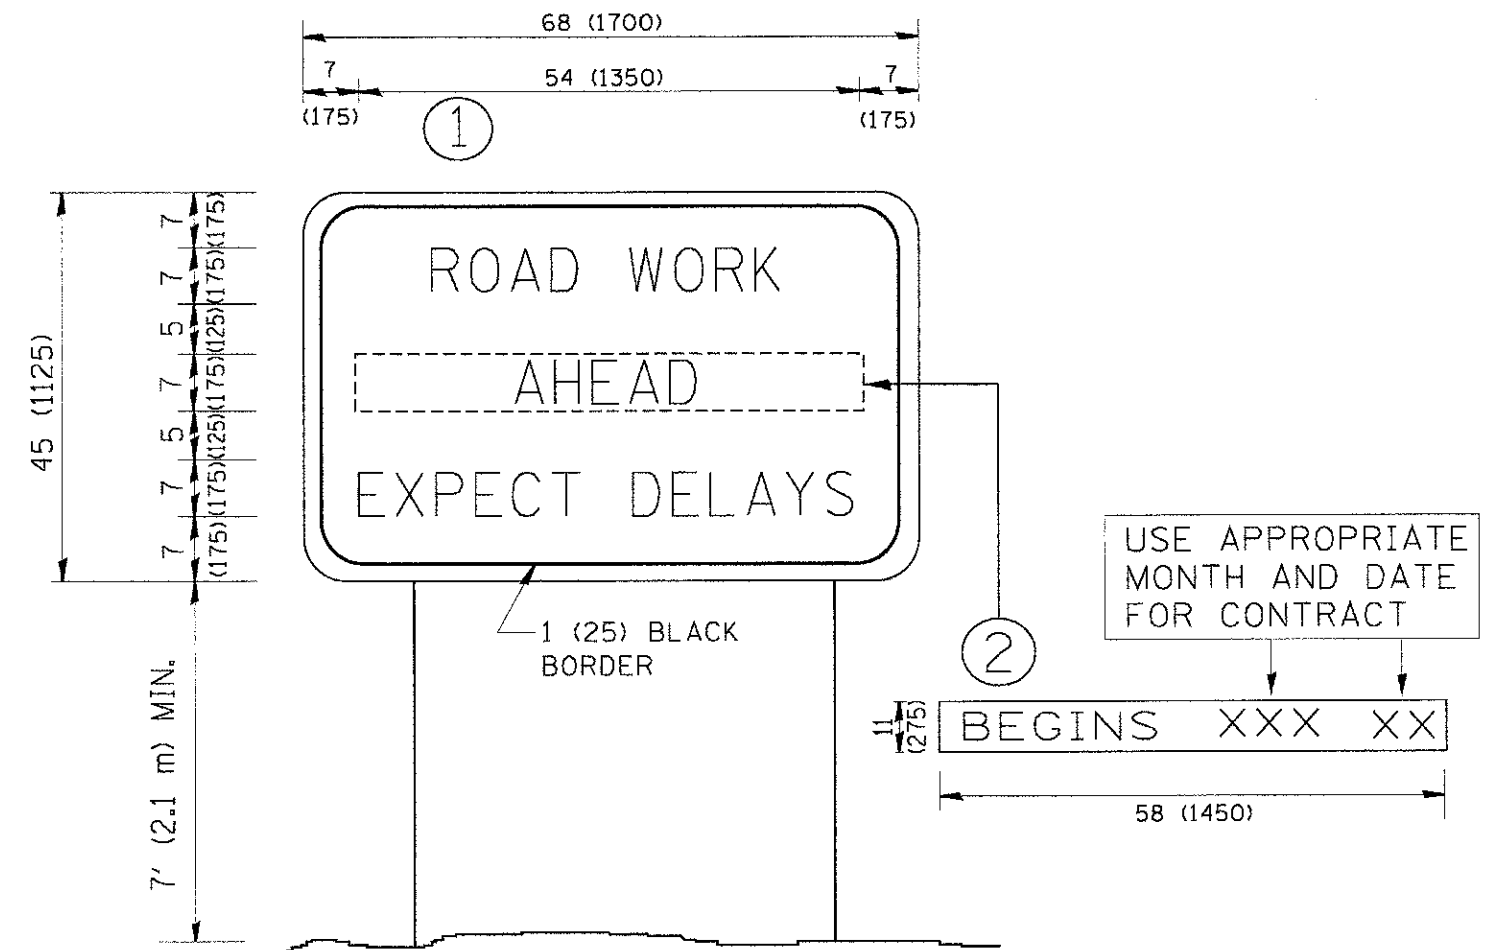 68 (1700)
7
54 (1350)
7
(175)
(175)
1
45 (1125)
7
(175)
7
(175)
5
(125)
7
(175)
5
(125)
7
(175)
7
(175)
ROAD WORK
AHEAD
EXPECT DELAYS
1 (25) BLACK
BORDER
7' (2.1 m) MIN.
2
USE APPROPRIATE
MONTH AND DATE
FOR CONTRACT
11
(275)
BEGINS XXX XX
58 (1450)